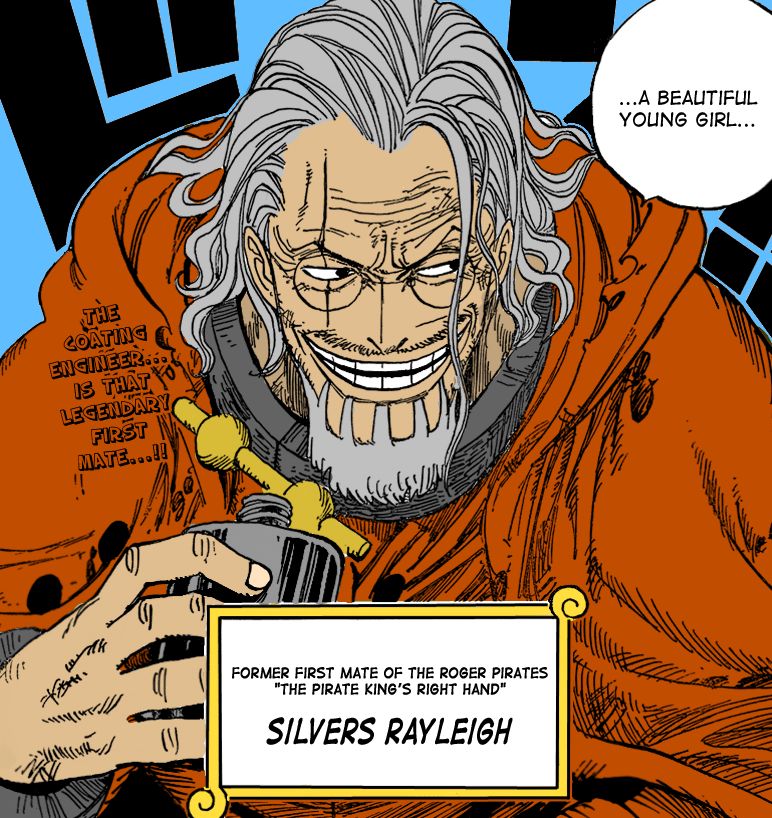 ...A BEAUTIFUL
YOUNG GIRL...
THE
COATING
ENGINEER...
IS THAT
LEGENDARY
FIRST
MATE...!!
FORMER FIRST MATE OF THE ROGER PIRATES
"THE PIRATE KING'S RIGHT HAND"
SILVERS RAYLEIGH